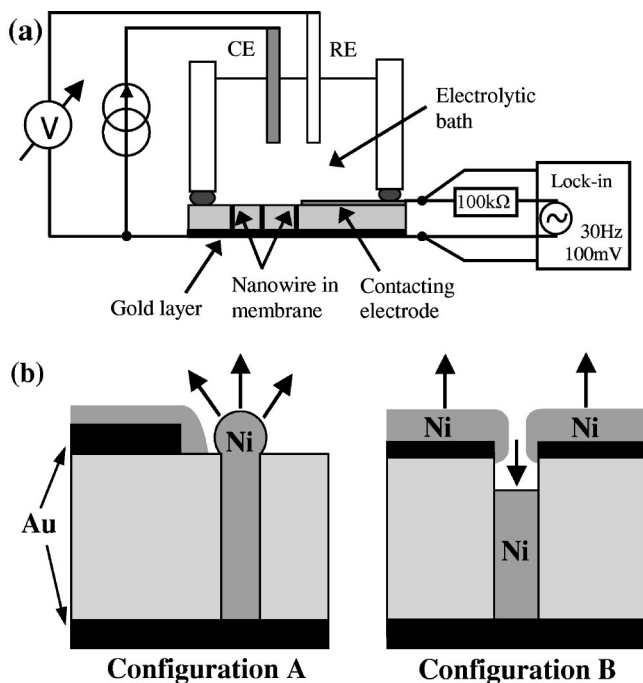 (a)
CE
RE
V
Electrolytic
bath
Lock-in
100kΩ
30Hz
100mV
Gold layer
Nanowire in
membrane
Contacting
electrode
(b)
Ni
Ni
Ni
Au
Ni
Configuration A
Configuration B